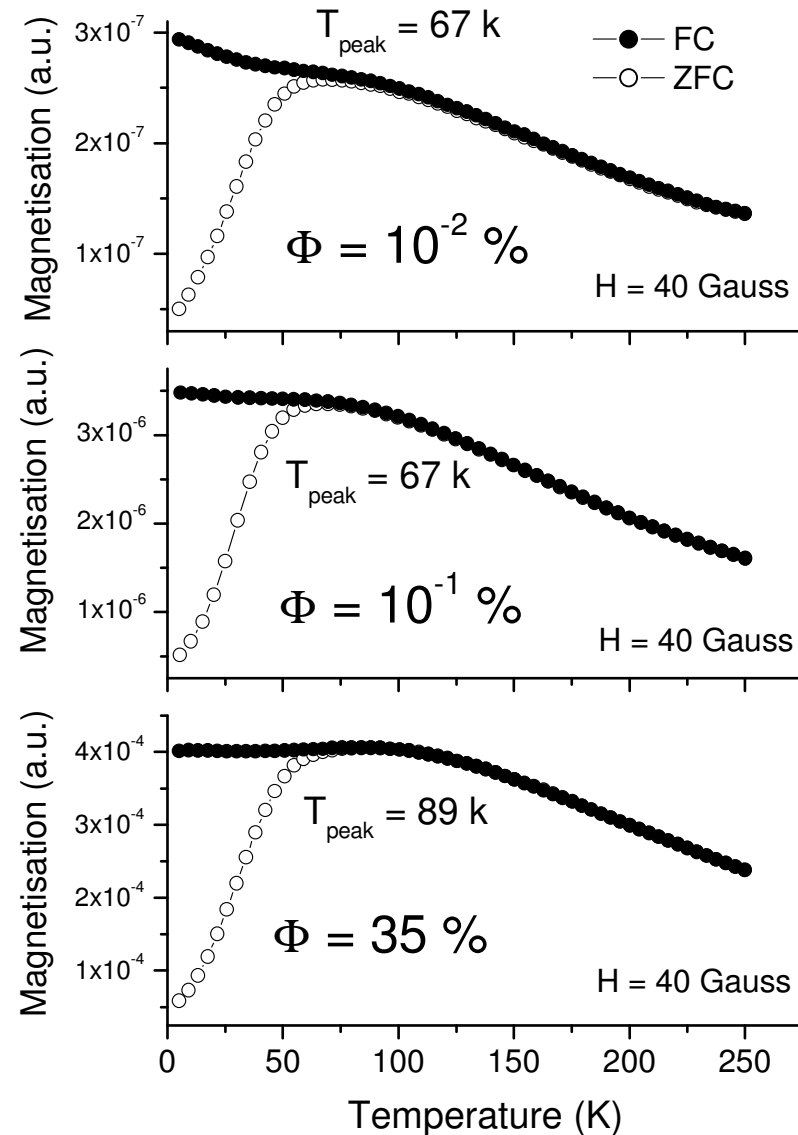 T_peak = 67 k
FC
ZFC
3x10^-7
2x10^-7
1x10^-7
Magnetisation (a.u.)
Φ = 10^-2 %
H = 40 Gauss
3x10^-6
2x10^-6
1x10^-6
Magnetisation (a.u.)
T_peak = 67 k
Φ = 10^-1 %
H = 40 Gauss
4x10^-4
3x10^-4
2x10^-4
1x10^-4
Magnetisation (a.u.)
T_peak = 89 k
Φ = 35 %
H = 40 Gauss
0 50 100 150 200 250
Temperature (K)